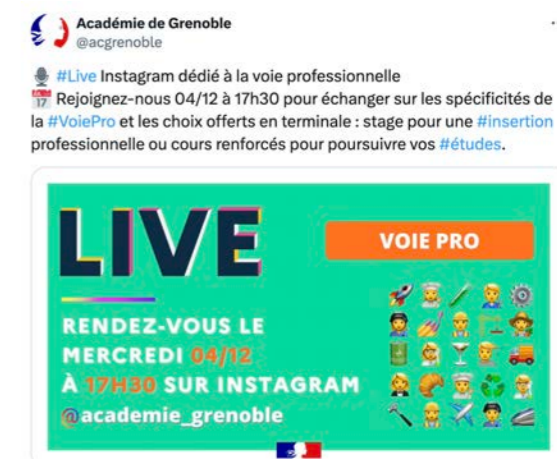 Académie de Grenoble
@acgrenoble
#Live Instagram dédié à la voie professionnelle
Rejoignez-nous 04/12 à 17h30 pour échanger sur les spécificités de
la #VoiePro et les choix offerts en terminale : stage pour une #insertion
professionnelle ou cours renforcés pour poursuivre vos #études.
LIVE
VOIE PRO
RENDEZ-VOUS LE
MERCREDI 04/12
À 17H30 SUR INSTAGRAM
@academie_grenoble